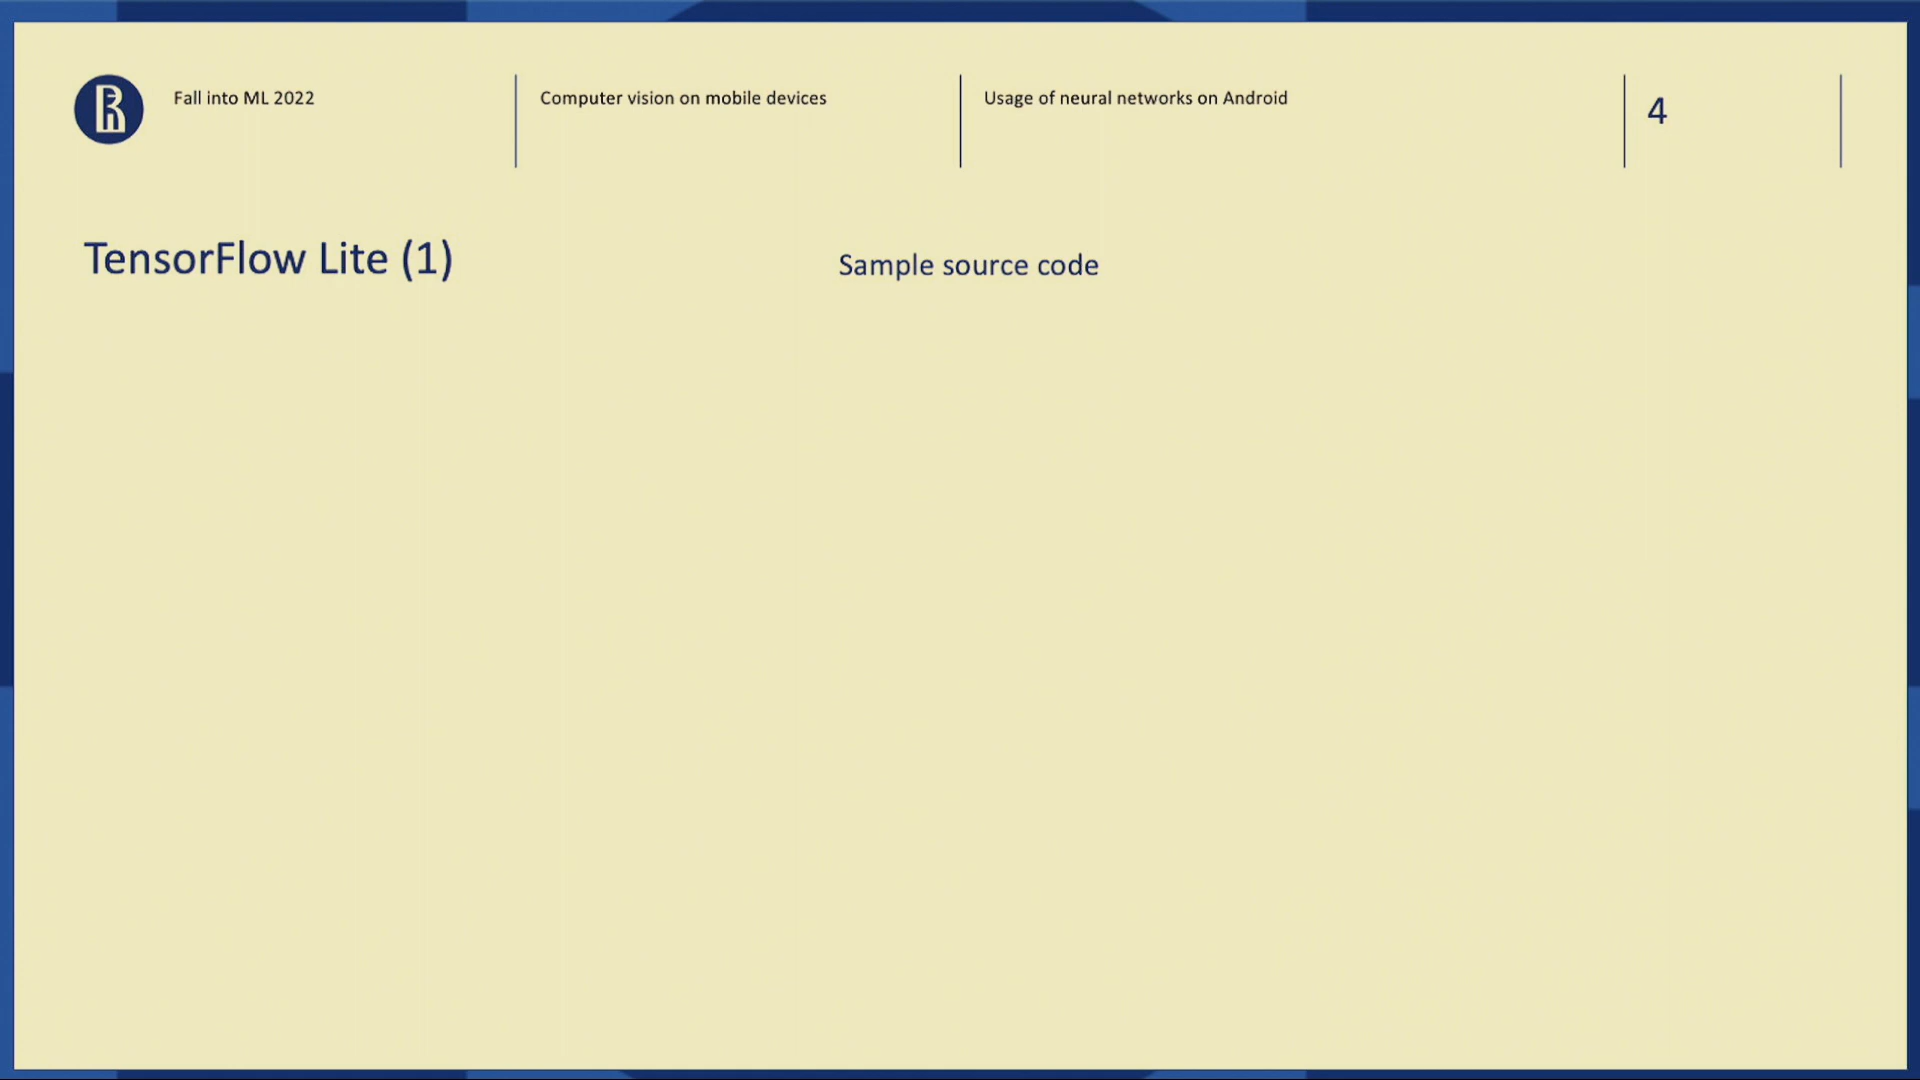 Fall into ML 2022
Computer vision on mobile devices
Usage of neural networks on Android
4
TensorFlow Lite (1)
Sample source code